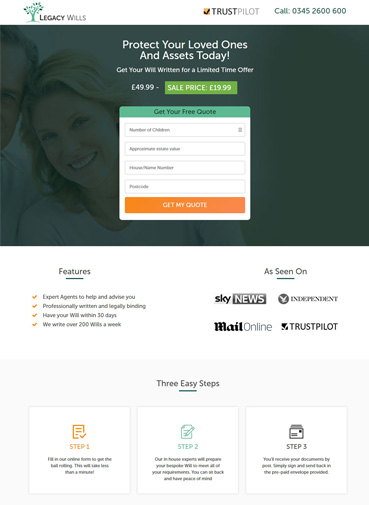 LEGACY WILLS
TRUSTPILOT
Call: 0345 2600 600
Protect Your Loved Ones
And Assets Today!
Get Your Will Written for a Limited Time Offer
£49.99 - SALE PRICE: £19.99
Get Your Free Quote
Number of Children
Approximate estate value
House/Name Number
Postcode
GET MY QUOTE
Features
Expert Agents to help and advise you
Professionally written and legally binding
Have your Will within 30 days
We write over 200 Wills a week
As Seen On
sky NEWS
INDEPENDENT
Mail Online
TRUSTPILOT
Three Easy Steps
STEP 1
Fill in our online form to get the
ball rolling. This will take less
than a minute!
STEP 2
Our in house experts will prepare
your bespoke Will to meet all of
your requirements. You can sit back
and have peace of mind
STEP 3
You'll receive your documents by
post. Simply sign and send back in
the pre-paid envelope provided.